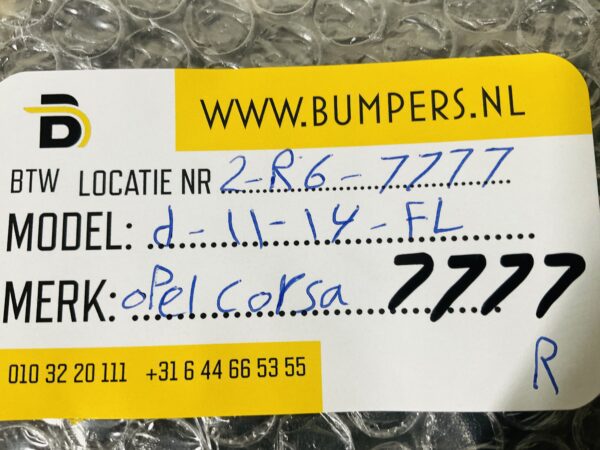 B
WWW.BUMPERS.NL
BTW LOCATIE NR 2-R6-7777
MODEL: d-11-14-FL
MERK: opel corsa 7777
010 32 20 111 +31 6 44 66 53 55
R